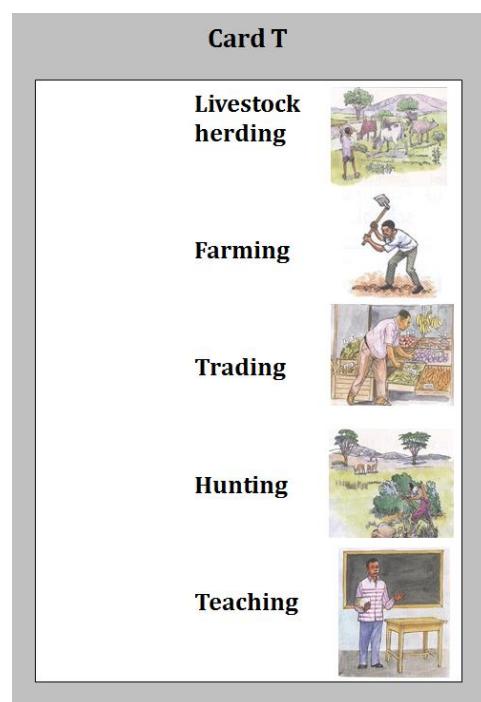 Card T
Livestock
herding
Farming
Trading
Hunting
Teaching